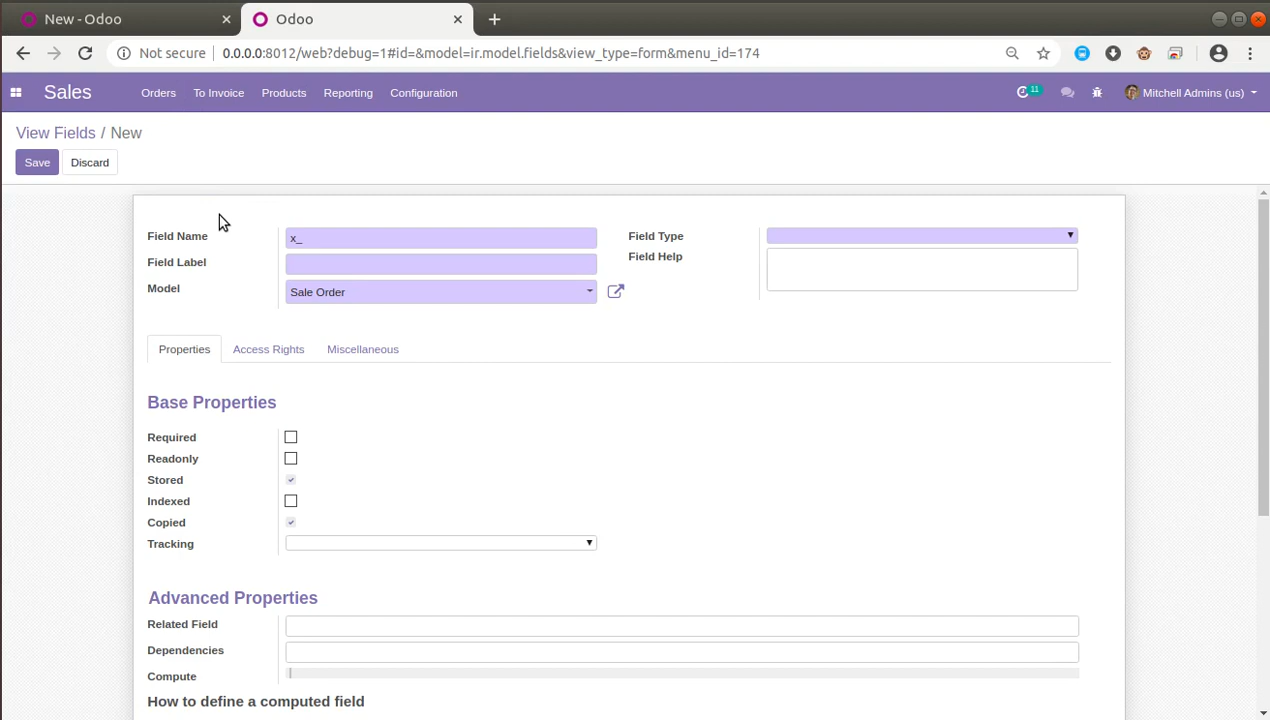 New - Odoo
Odoo
Not secure
0.0.0.0:8012/web?debug=1#id=&model=ir.model.fields&view_type=form&menu_id=174
Sales
Orders
To Invoice
Products
Reporting
Configuration
11
Mitchell Admins (us)
View Fields / New
Save
Discard
Field Name
x_
Field Type
Field Label
Field Help
Model
Sale Order
Properties
Access Rights
Miscellaneous
Base Properties
Required
Readonly
Stored
Indexed
Copied
Tracking
Advanced Properties
Related Field
Dependencies
Compute
How to define a computed field